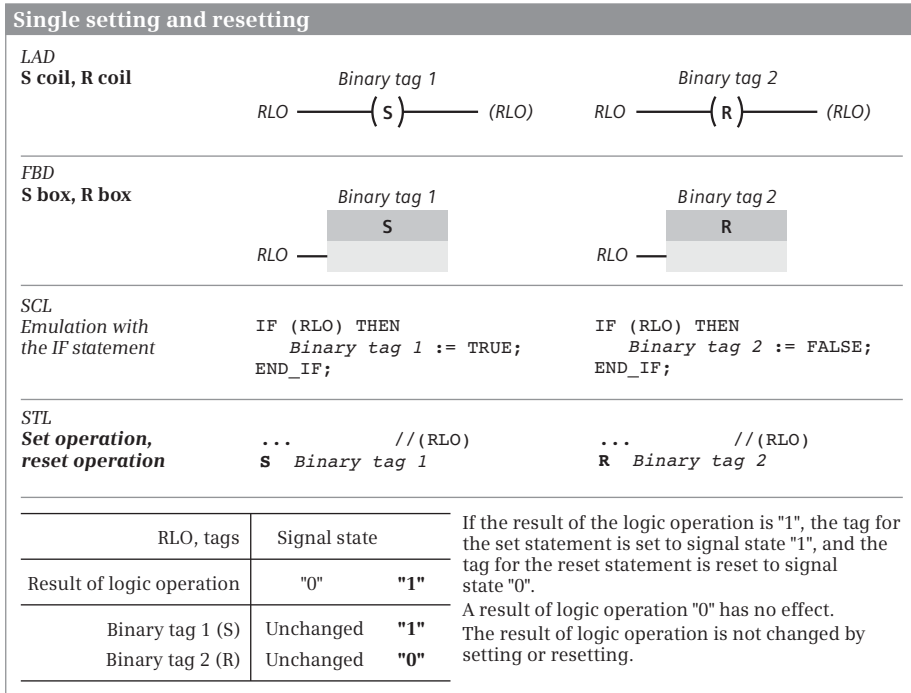 Single setting and resetting
LAD
S coil, R coil
Binary tag 1
Binary tag 2
RLO ( S ) (RLO)
RLO ( R ) (RLO)
FBD
S box, R box
Binary tag 1
Binary tag 2
S
R
RLO
RLO
SCL
Emulation with
the IF statement
IF (RLO) THEN
Binary tag 1 := TRUE;
END_IF;
IF (RLO) THEN
Binary tag 2 := FALSE;
END_IF;
STL
Set operation,
reset operation
... //(RLO)
S Binary tag 1
... //(RLO)
R Binary tag 2
RLO, tags Signal state
Result of logic operation "0" "1"
Binary tag 1 (S) Unchanged "1"
Binary tag 2 (R) Unchanged "0"
If the result of the logic operation is "1", the tag for
the set statement is set to signal state "1", and the
tag for the reset statement is reset to signal
state "0".
A result of logic operation "0" has no effect.
The result of logic operation is not changed by
setting or resetting.